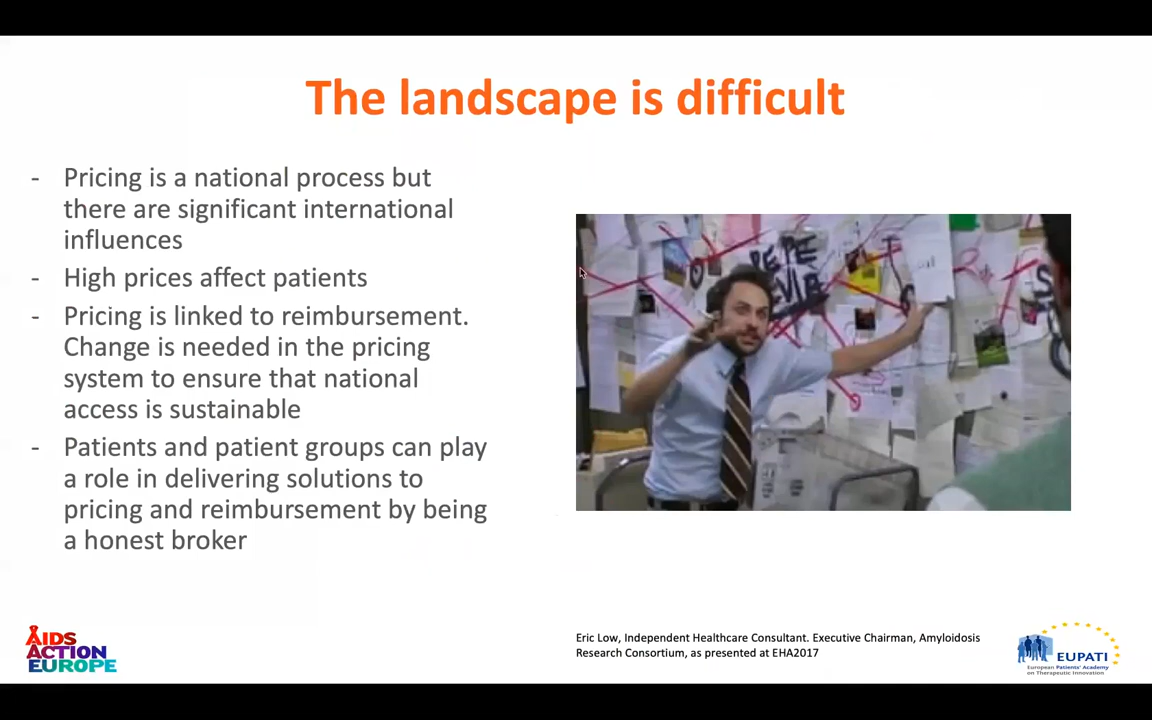 The landscape is difficult
- Pricing is a national process but
there are significant international
influences
- High prices affect patients
- Pricing is linked to reimbursement.
Change is needed in the pricing
system to ensure that national
access is sustainable
- Patients and patient groups can play
a role in delivering solutions to
pricing and reimbursement by being
a honest broker
PEPE
SIVIA
AIDS
ACTION
EUROPE
Eric Low, Independent Healthcare Consultant. Executive Chairman, Amyloidosis
Research Consortium, as presented at EHA2017
EUPATI
European Patients' Academy
on Therapeutic Innovation